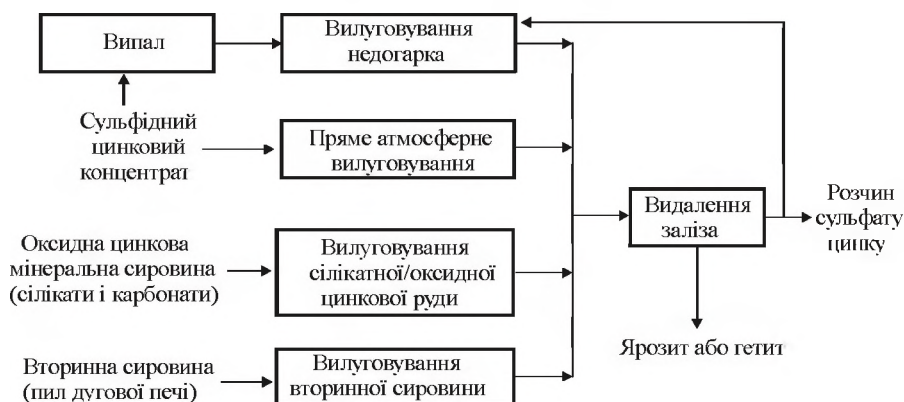 Випал
Вилуговування
недогарка
Сульфідний
цинковий
концентрат
Пряме атмосферне
вилуговування
Видалення
заліза
Розчин
сульфату
цинку
Оксидна цинкова
мінеральна сировина
(сілікати і карбонати)
Вилуговування
сілікатної/оксидної
цинкової руди
Ярозит або гетит
Вторинна сировина
(пил дугової печі)
Вилуговування
вторинної сировини